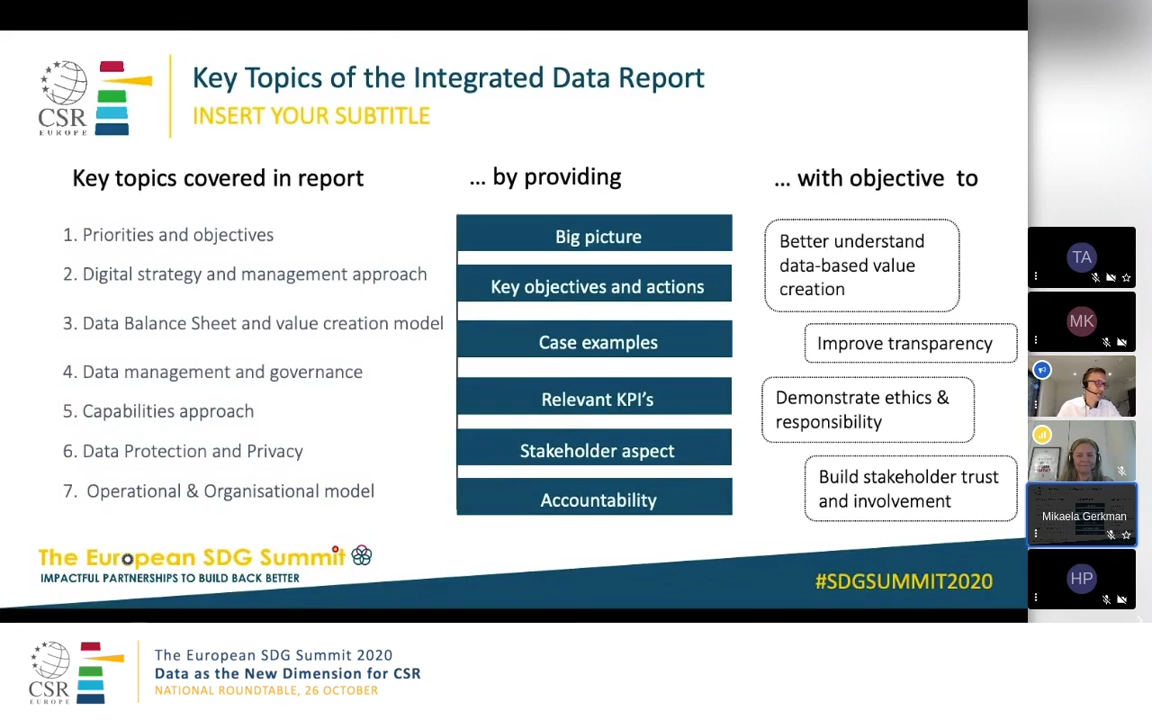 CSR
EUROPE
Key Topics of the Integrated Data Report
INSERT YOUR SUBTITLE
Key topics covered in report
1. Priorities and objectives
2. Digital strategy and management approach
3. Data Balance Sheet and value creation model
4. Data management and governance
5. Capabilities approach
6. Data Protection and Privacy
7. Operational & Organisational model
... by providing
Big picture
Key objectives and actions
Case examples
Relevant KPI's
Stakeholder aspect
Accountability
... with objective to
Better understand
data-based value
creation
Improve transparency
Demonstrate ethics &
responsibility
Build stakeholder trust
and involvement
The European SDG Summit
IMPACTFUL PARTNERSHIPS TO BUILD BACK BETTER
#SDGSUMMIT2020
TA
MK
Mikaela Gerkman
HP
CSR
EUROPE
The European SDG Summit 2020
Data as the New Dimension for CSR
NATIONAL ROUNDTABLE, 26 OCTOBER